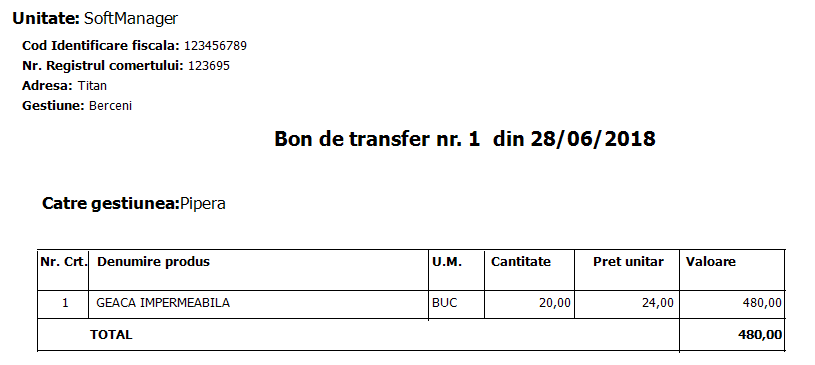 Unitate: SoftManager
Cod Identificare fiscala: 123456789
Nr. Registrul comertului: 123695
Adresa: Titan
Gestiune: Berceni
Bon de transfer nr. 1 din 28/06/2018
Catre gestiunea:Pipera
Nr. Crt. Denumire produs U.M. Cantitate Pret unitar Valoare
1 GEACA IMPERMEABILA BUC 20,00 24,00 480,00
TOTAL 480,00